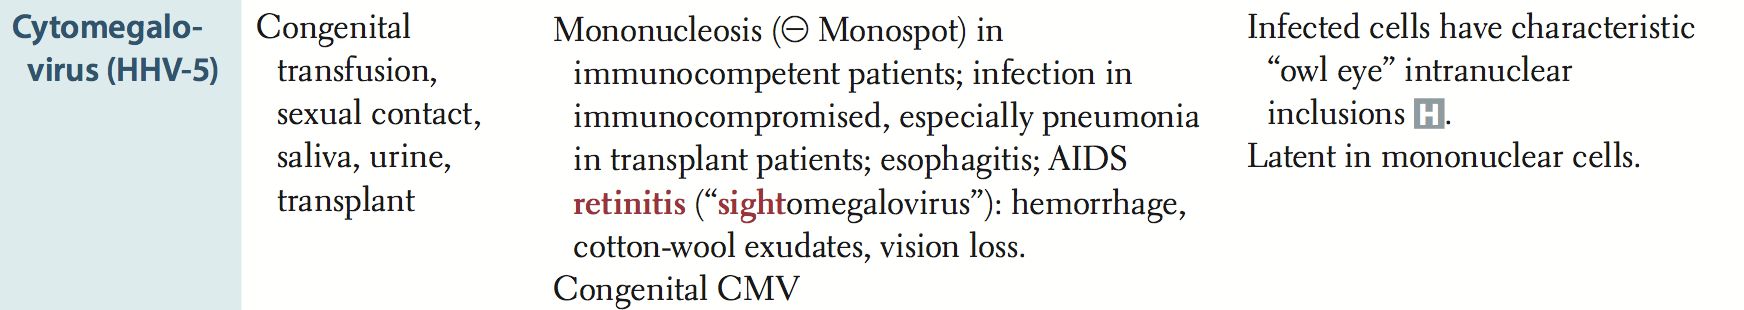 Cytomegalo-
virus (HHV-5)
Congenital
transfusion,
sexual contact,
saliva, urine,
transplant
Mononucleosis (⊖ Monospot) in
immunocompetent patients; infection in
immunocompromised, especially pneumonia
in transplant patients; esophagitis; AIDS
retinitis (“sightomegalovirus”): hemorrhage,
cotton-wool exudates, vision loss.
Congenital CMV
Infected cells have characteristic
“owl eye” intranuclear
inclusions H.
Latent in mononuclear cells.